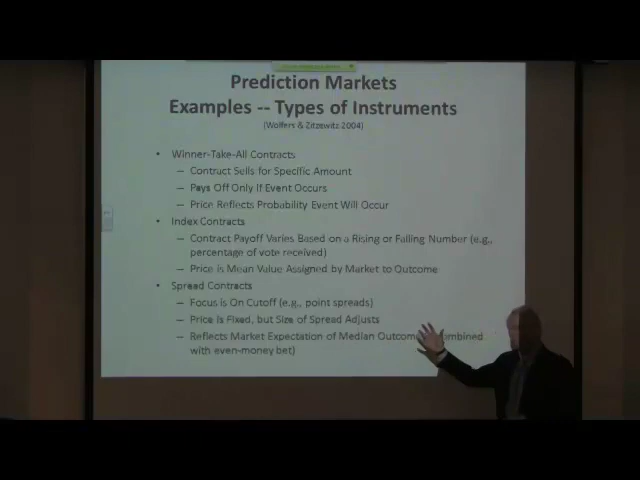 Prediction Markets
Examples -- Types of Instruments
(Wolfers & Zitzewitz 2004)
• Winner-Take-All Contracts
– Contract Sells for Specific Amount
– Pays Off Only If Event Occurs
– Price Reflects Probability Event Will Occur
• Index Contracts
– Contract Payoff Varies Based on a Rising or Falling Number (e.g.,
percentage of vote received)
– Price is Mean Value Assigned by Market to Outcome
• Spread Contracts
– Focus is On Cutoff (e.g., point spreads)
– Price is Fixed, but Size of Spread Adjusts
– Reflects Market Expectation of Median Outcom ombined
with even-money bet)